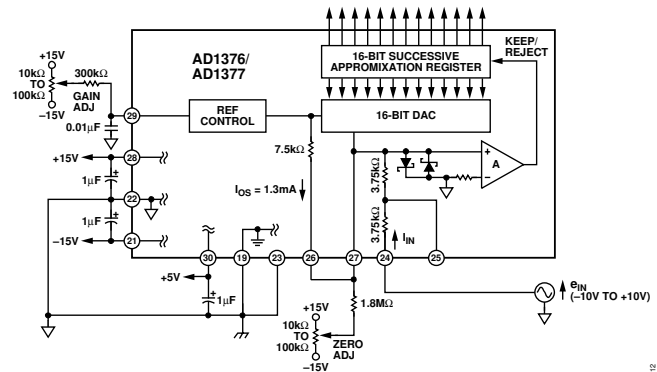 AD1376/
AD1377
16-BIT SUCCESSIVE
APPROMIXATION REGISTER
KEEP/
REJECT
+15V
10kΩ
TO
100kΩ
–15V
300kΩ
GAIN
ADJ
0.01μF
29
REF
CONTROL
16-BIT DAC
7.5kΩ
A
+
–
+15V
28
1μF
+
22
1μF
+
–15V
21
IOS = 1.3mA
3.75kΩ
3.75kΩ
IIN
30
19
23
26
27
24
25
+5V
+
1μF
1.8MΩ
+15V
10kΩ
TO
100kΩ
–15V
ZERO
ADJ
eIN
(–10V TO +10V)
12